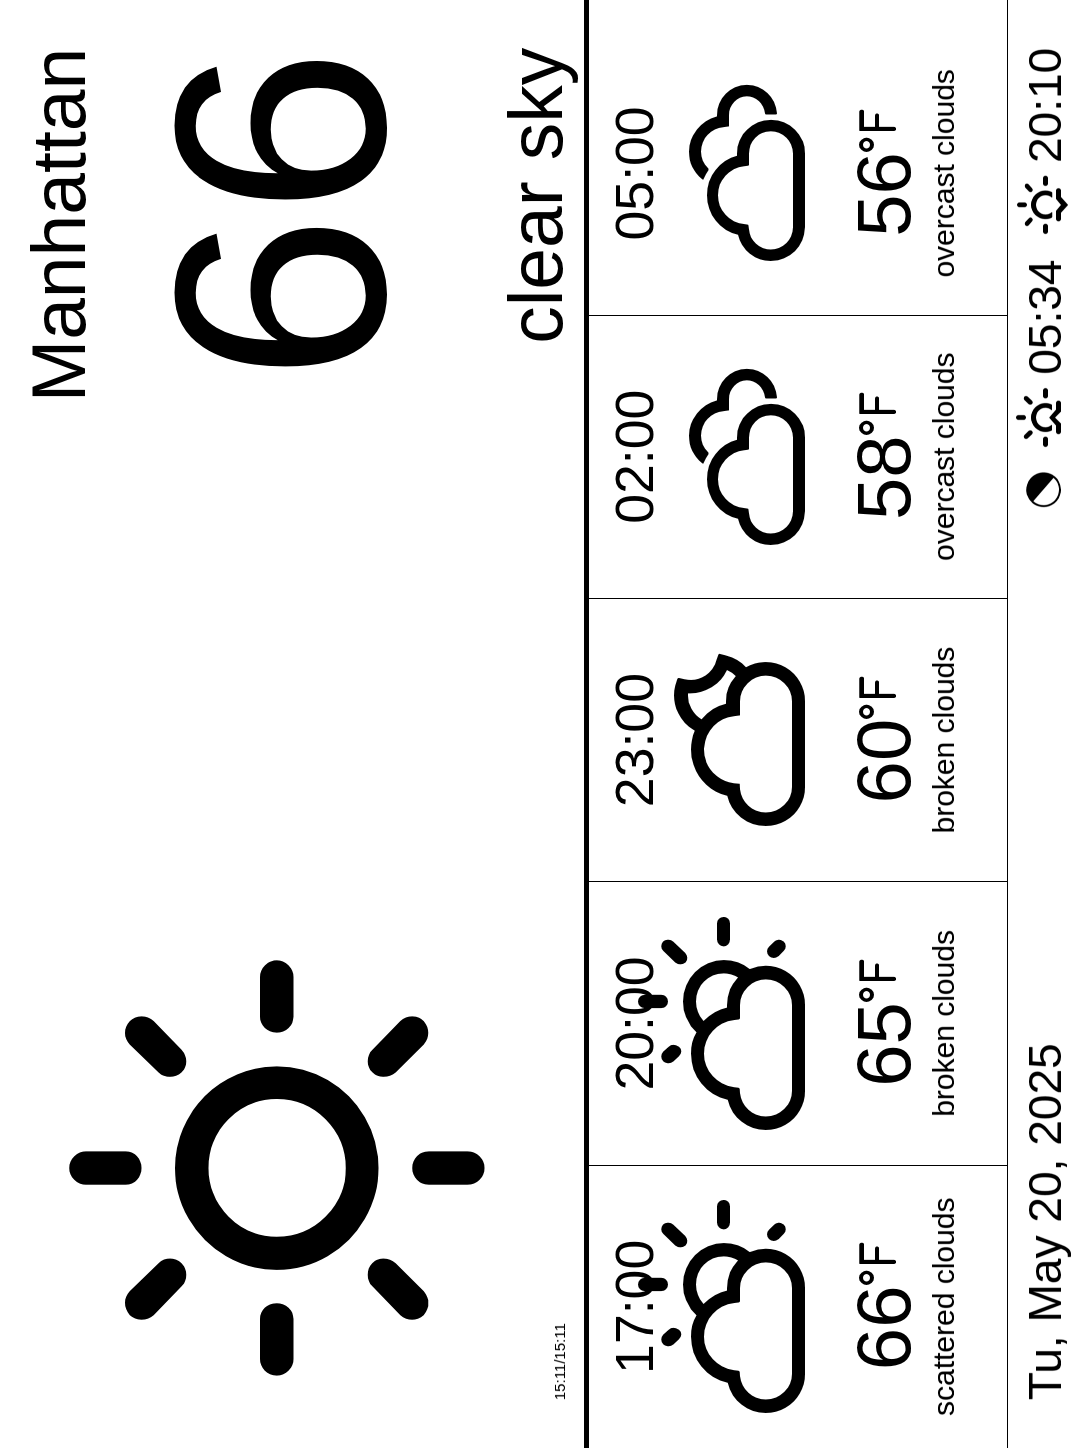 Manhattan
66
clear sky
15:11/15:11
17:00
66°F
scattered clouds
20:00
65°F
broken clouds
23:00
60°F
broken clouds
02:00
58°F
overcast clouds
05:00
56°F
overcast clouds
Tu, May 20, 2025
05:34
20:10